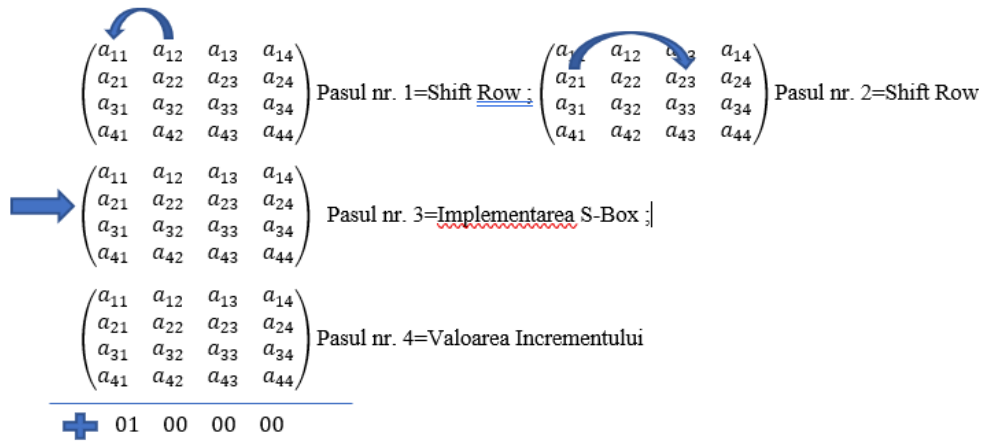 a11 a12 a13 a14 a12 a14
a21 a22 a23 a24 Pasul nr. 1=Shift Row ; a21 a22 a23 a24 Pasul nr. 2=Shift Row
a31 a32 a33 a34 a31 a32 a33 a34
a41 a42 a43 a44 a41 a42 a43 a44
a11 a12 a13 a14
a21 a22 a23 a24 Pasul nr. 3=Implementarea S-Box ;
a31 a32 a33 a34
a41 a42 a43 a44
a11 a12 a13 a14
a21 a22 a23 a24 Pasul nr. 4=Valoarea Incrementului
a31 a32 a33 a34
a41 a42 a43 a44
01 00 00 00